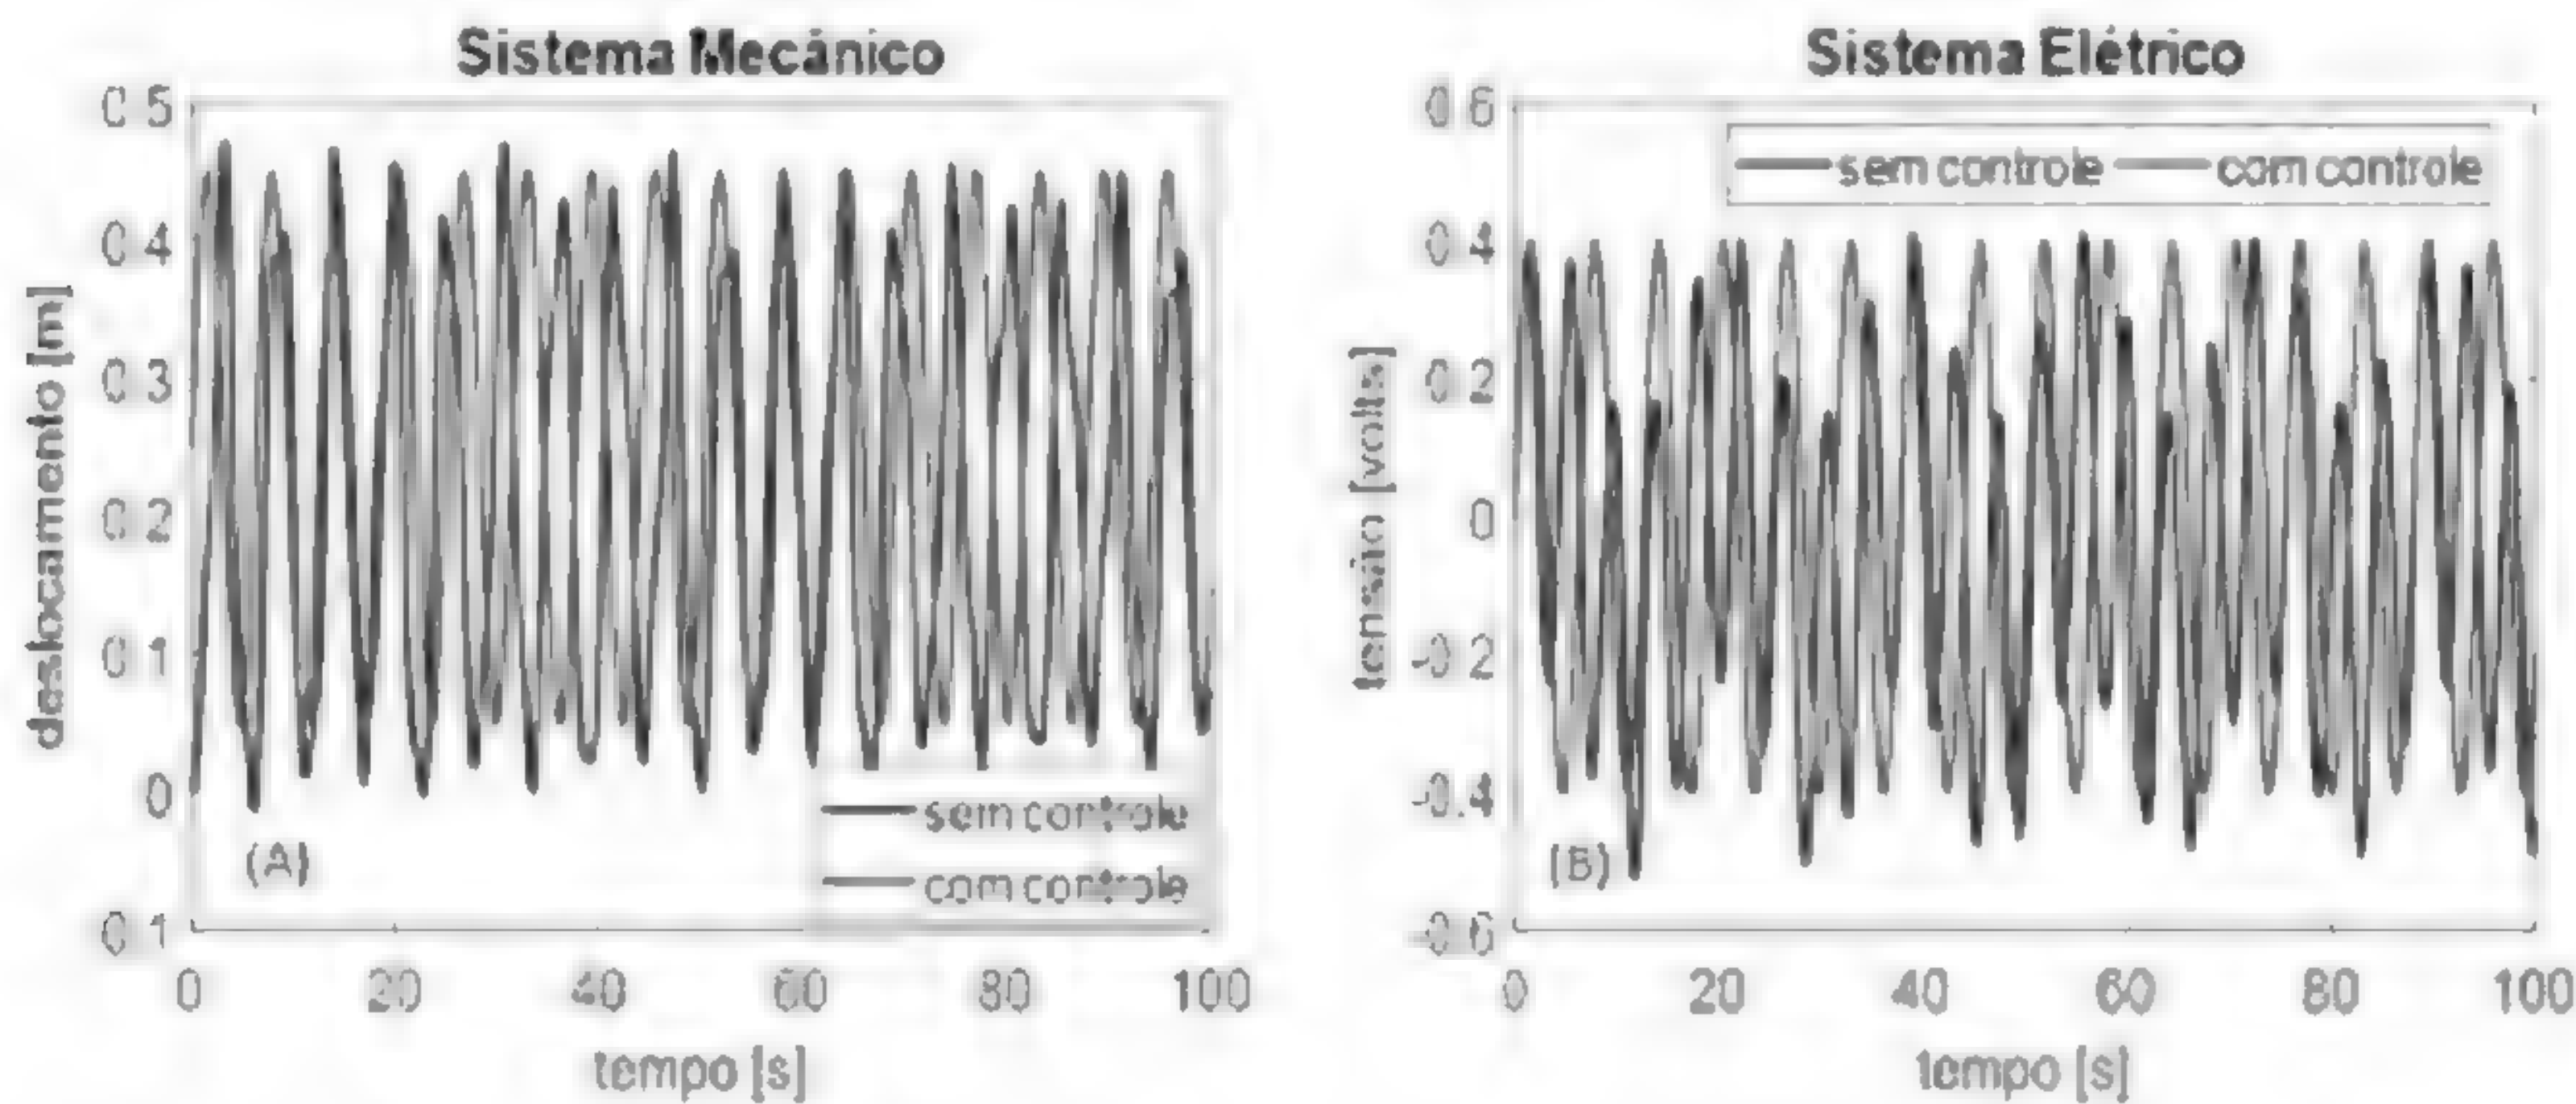 Sistema Mecânico
0 5
0 4
0 3
0 2
0 1
0
0 1
deslocamento [m]
sem controle
com controle
(A)
0 20 40 60 80 100
tempo [s]
Sistema Elétrico
0 6
0 4
0 2
0
-0 2
-0.4
-0 6
tensão [volts]
sem controle com controle
(B)
0 20 40 60 80 100
tempo [s]